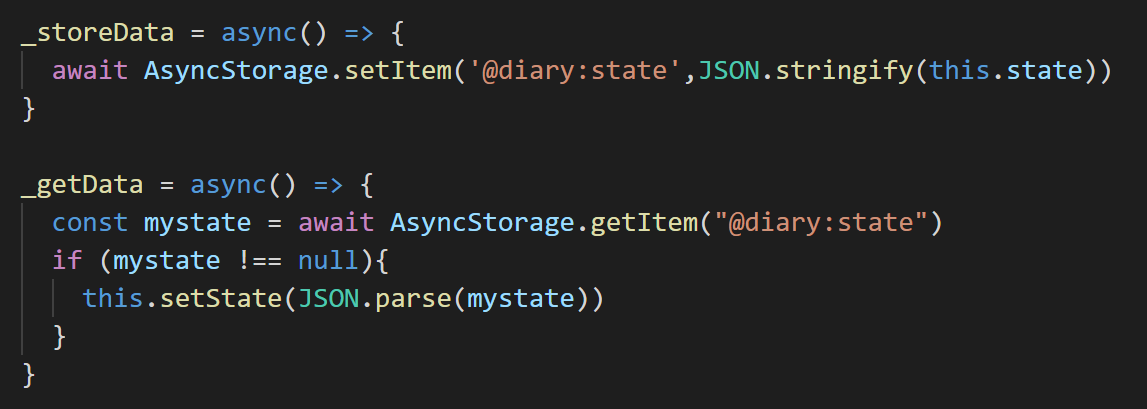 _storeData = async() => {
  await AsyncStorage.setItem('@diary:state',JSON.stringify(this.state))
}

_getData = async() => {
  const mystate = await AsyncStorage.getItem("@diary:state")
  if (mystate !== null){
    this.setState(JSON.parse(mystate))
  }
}